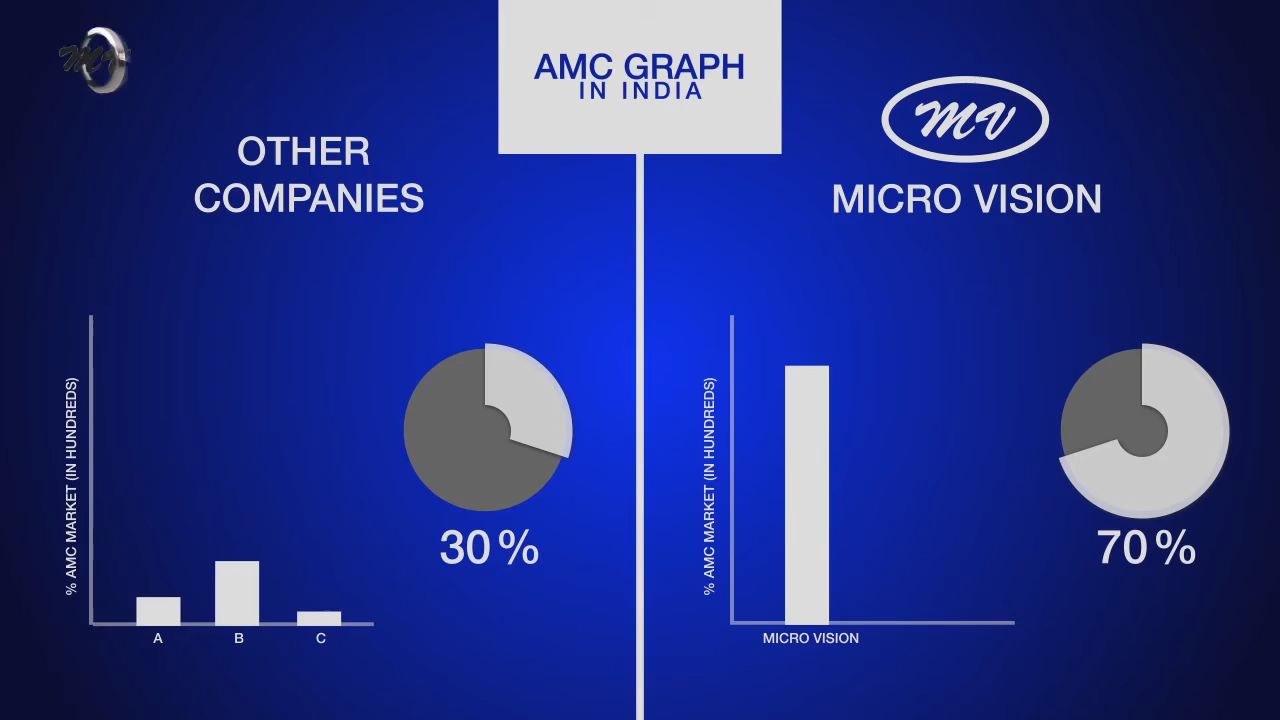 MV
AMC GRAPH
IN INDIA
OTHER
COMPANIES
MV
MICRO VISION
% AMC MARKET (IN HUNDREDS)
A
B
C
30 %
% AMC MARKET (IN HUNDREDS)
MICRO VISION
70 %